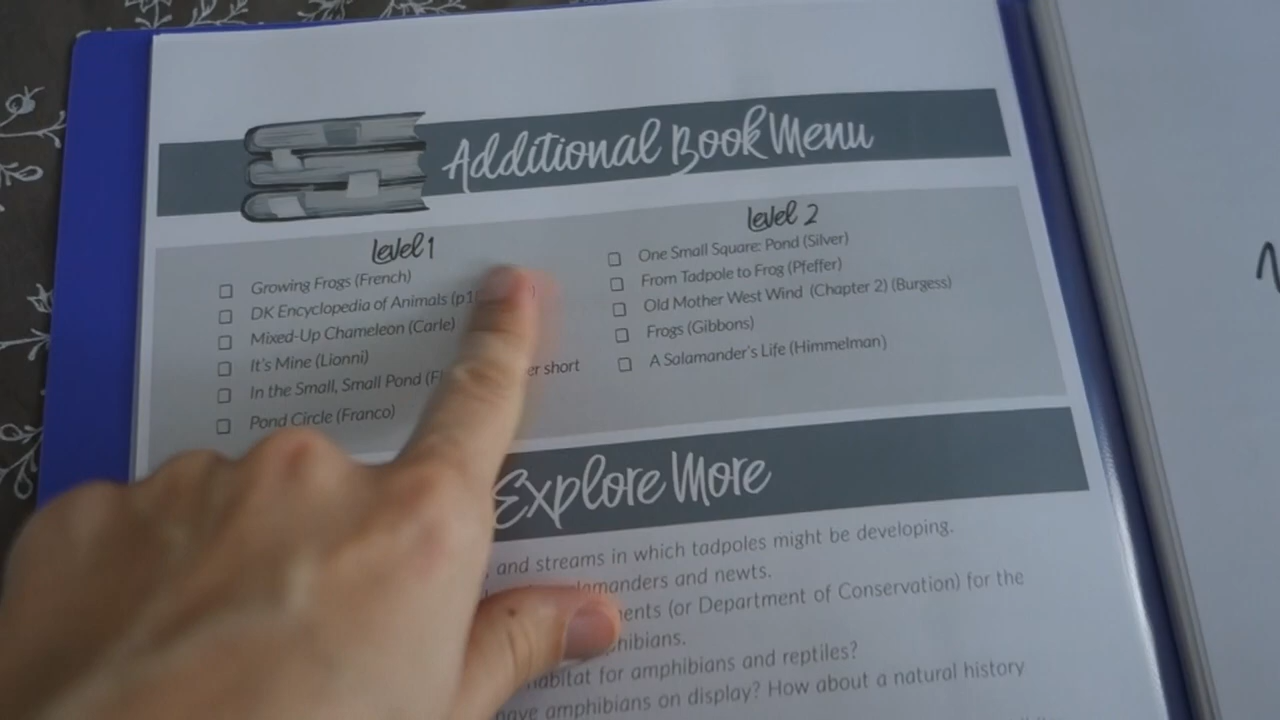 Additional Book Menu
Level 1
Growing Frogs (French)
DK Encyclopedia of Animals
Mixed-Up Chameleon (Carle)
It's Mine (Lionni)
In the Small, Small Pond short
Pond Circle (Franco)
Level 2
One Small Square: Pond (Silver)
From Tadpole to Frog (Pfeffer)
Old Mother West Wind (Chapter 2) (Burgess)
Frogs (Gibbons)
A Salamander's Life (Himmelman)
Explore More
and streams in which tadpoles might be developing.
and newts.
(or Department of Conservation) for the
habitat for amphibians and reptiles?
have amphibians on display? How about a natural history